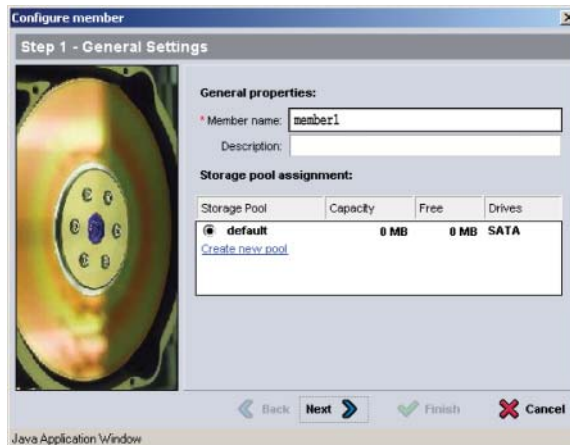 Configure member
Step 1 - General Settings
General properties:
* Member name: member1
Description:
Storage pool assignment:
Storage Pool Capacity Free Drives
default 0 MB 0 MB SATA
Create new pool
Back Next Finish Cancel
Java Application Window